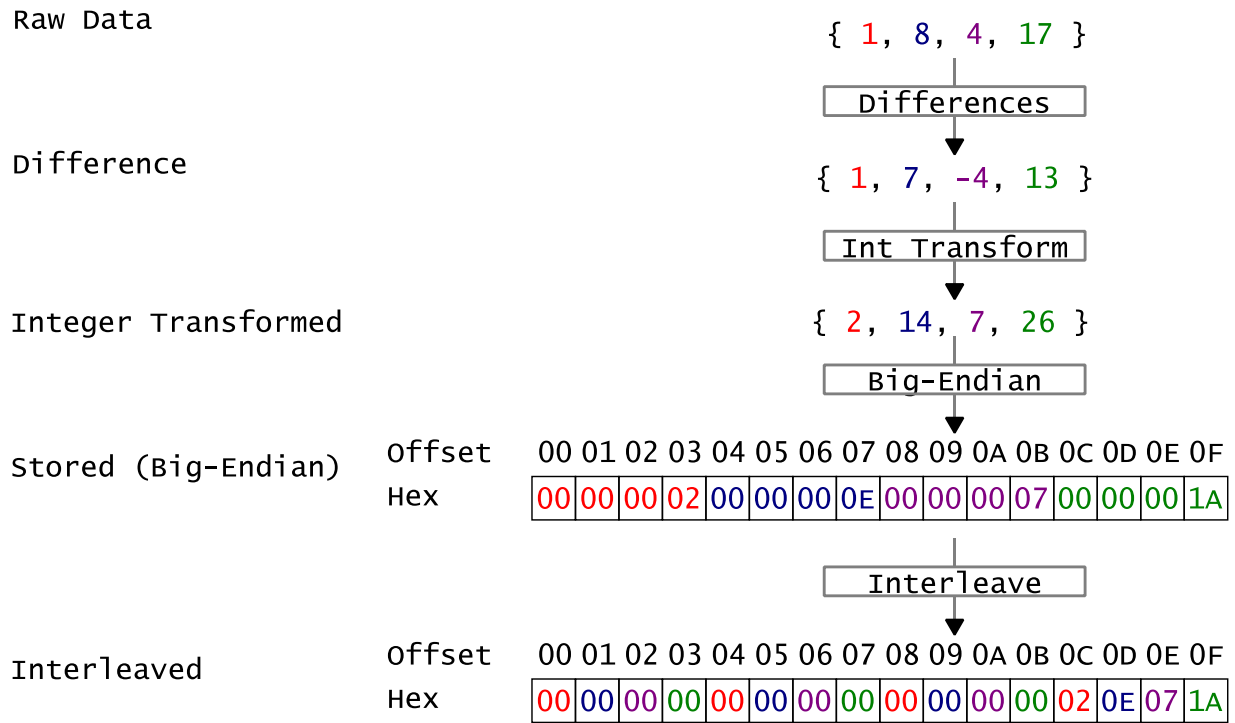 Raw Data
{ 1, 8, 4, 17 }
Differences
Difference
{ 1, 7, -4, 13 }
Int Transform
Integer Transformed
{ 2, 14, 7, 26 }
Big-Endian
Stored (Big-Endian)
Offset 00 01 02 03 04 05 06 07 08 09 0A 0B 0C 0D 0E 0F
Hex 00 00 00 02 00 00 00 0E 00 00 00 07 00 00 00 1A
Interleave
Interleaved
Offset 00 01 02 03 04 05 06 07 08 09 0A 0B 0C 0D 0E 0F
Hex 00 00 00 00 00 00 00 00 00 00 00 00 02 0E 07 1A